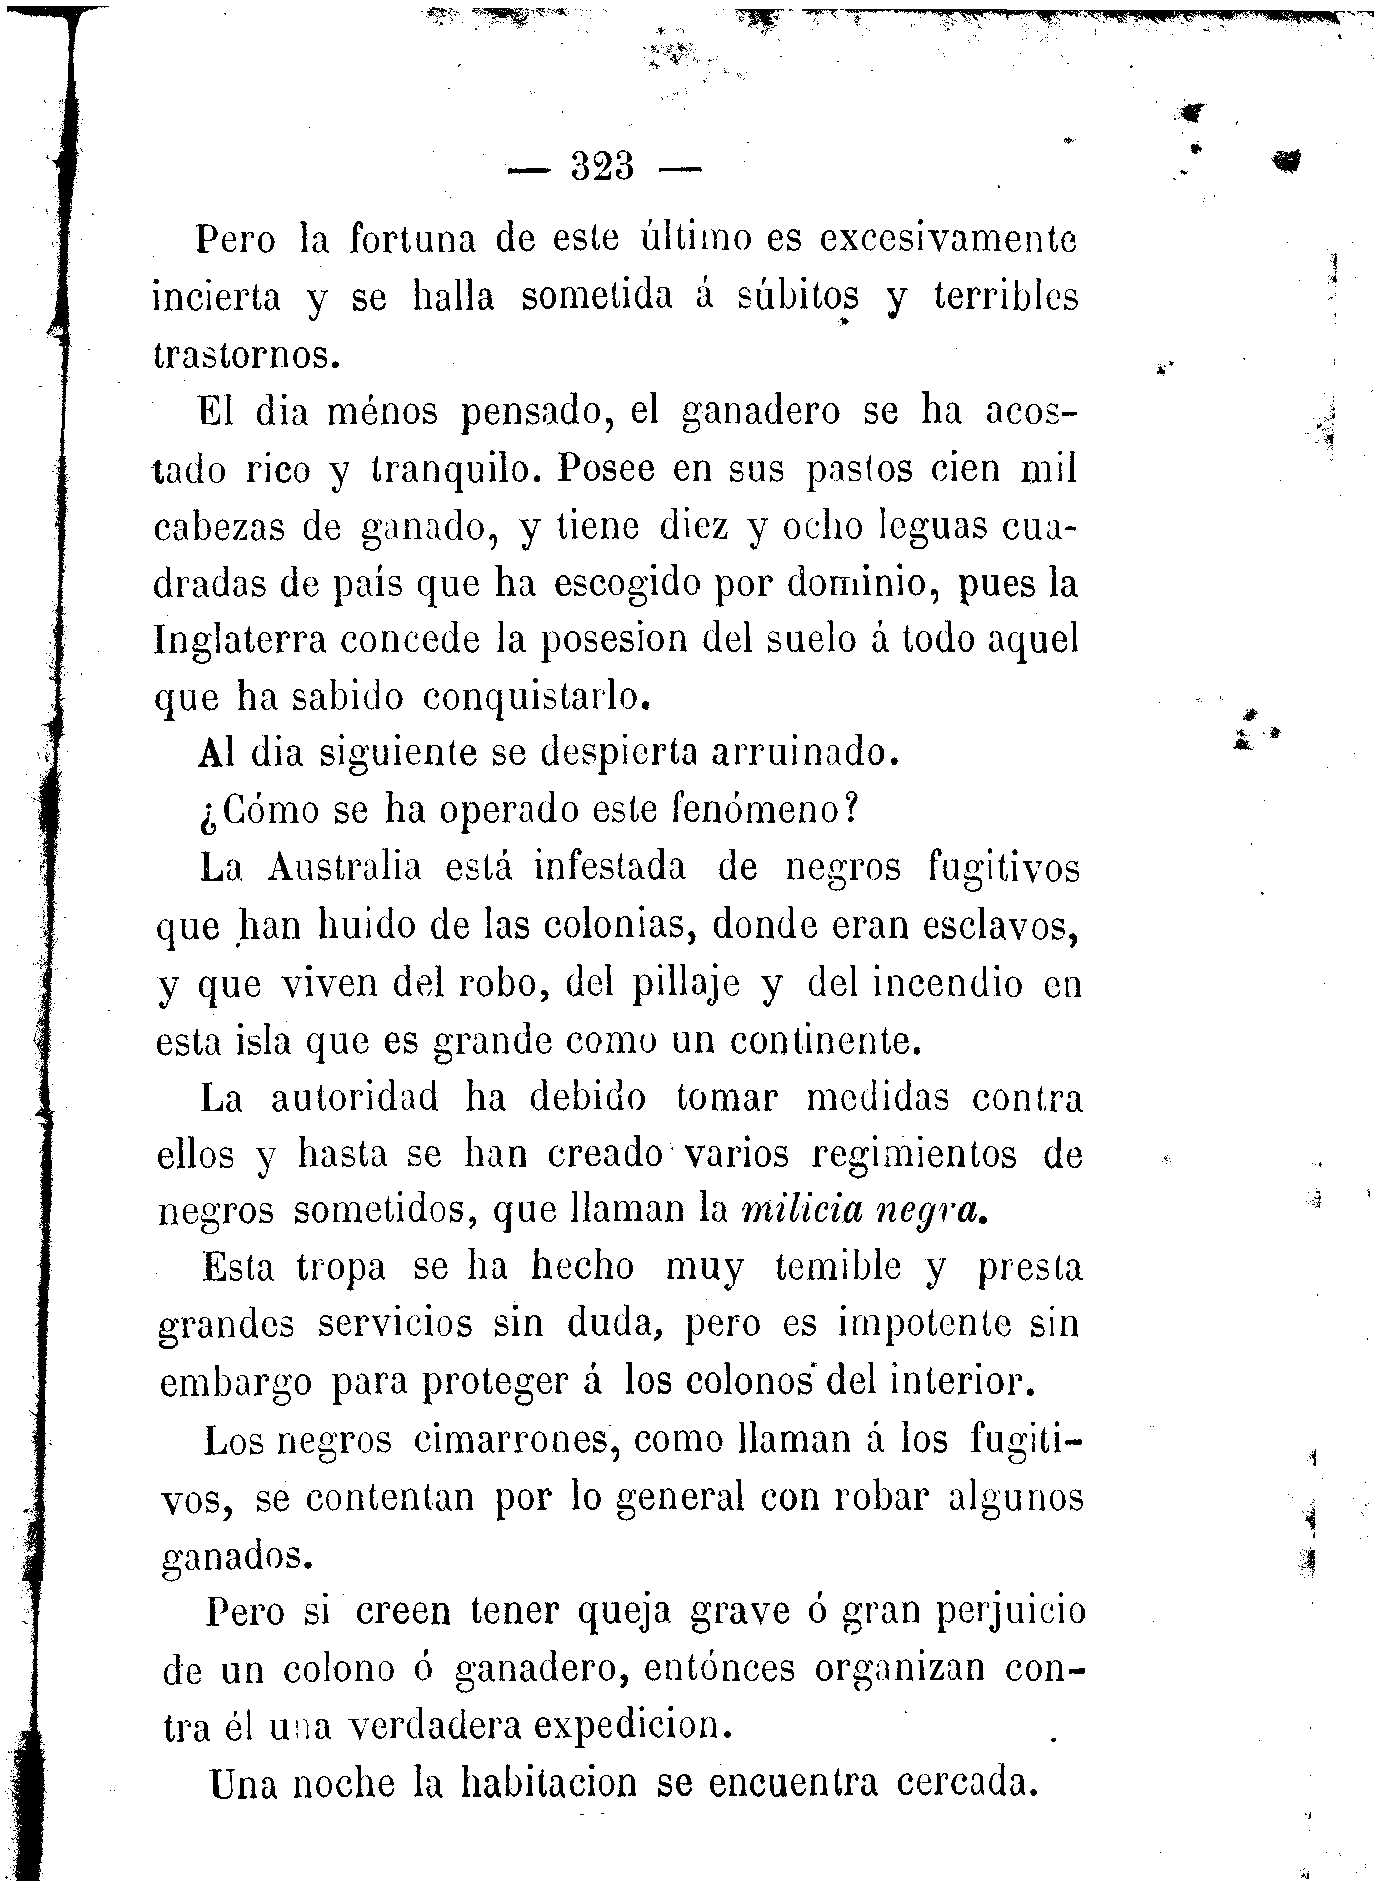 — 323 —
Pero la fortuna de este último es excesivamente
incierta y se halla sometida á súbitos y terribles
trastornos.
El dia ménos pensado, el ganadero se ha acos-
tado rico y tranquilo. Posee en sus pastos cien mil
cabezas de ganado, y tiene diez y ocho leguas cua-
dradas de país que ha escogido por dominio, pues la
Inglaterra concede la posesion del suelo á todo aquel
que ha sabido conquistarlo.
Al dia siguiente se despierta arruinado.
¿Cómo se ha operado este fenómeno?
La Australia está infestada de negros fugitivos
que han huido de las colonias, donde eran esclavos,
y que viven del robo, del pillaje y del incendio en
esta isla que es grande como un continente.
La autoridad ha debido tomar medidas contra
ellos y hasta se han creado varios regimientos de
negros sometidos, que llaman la milicia negra.
Esta tropa se ha hecho muy temible y presta
grandes servicios sin duda, pero es impotente sin
embargo para proteger á los colonos del interior.
Los negros cimarrones, como llaman á los fugiti-
vos, se contentan por lo general con robar algunos
ganados.
Pero si creen tener queja grave ó gran perjuicio
de un colono ó ganadero, entónces organizan con-
tra él una verdadera expedicion.
Una noche la habitacion se encuentra cercada.